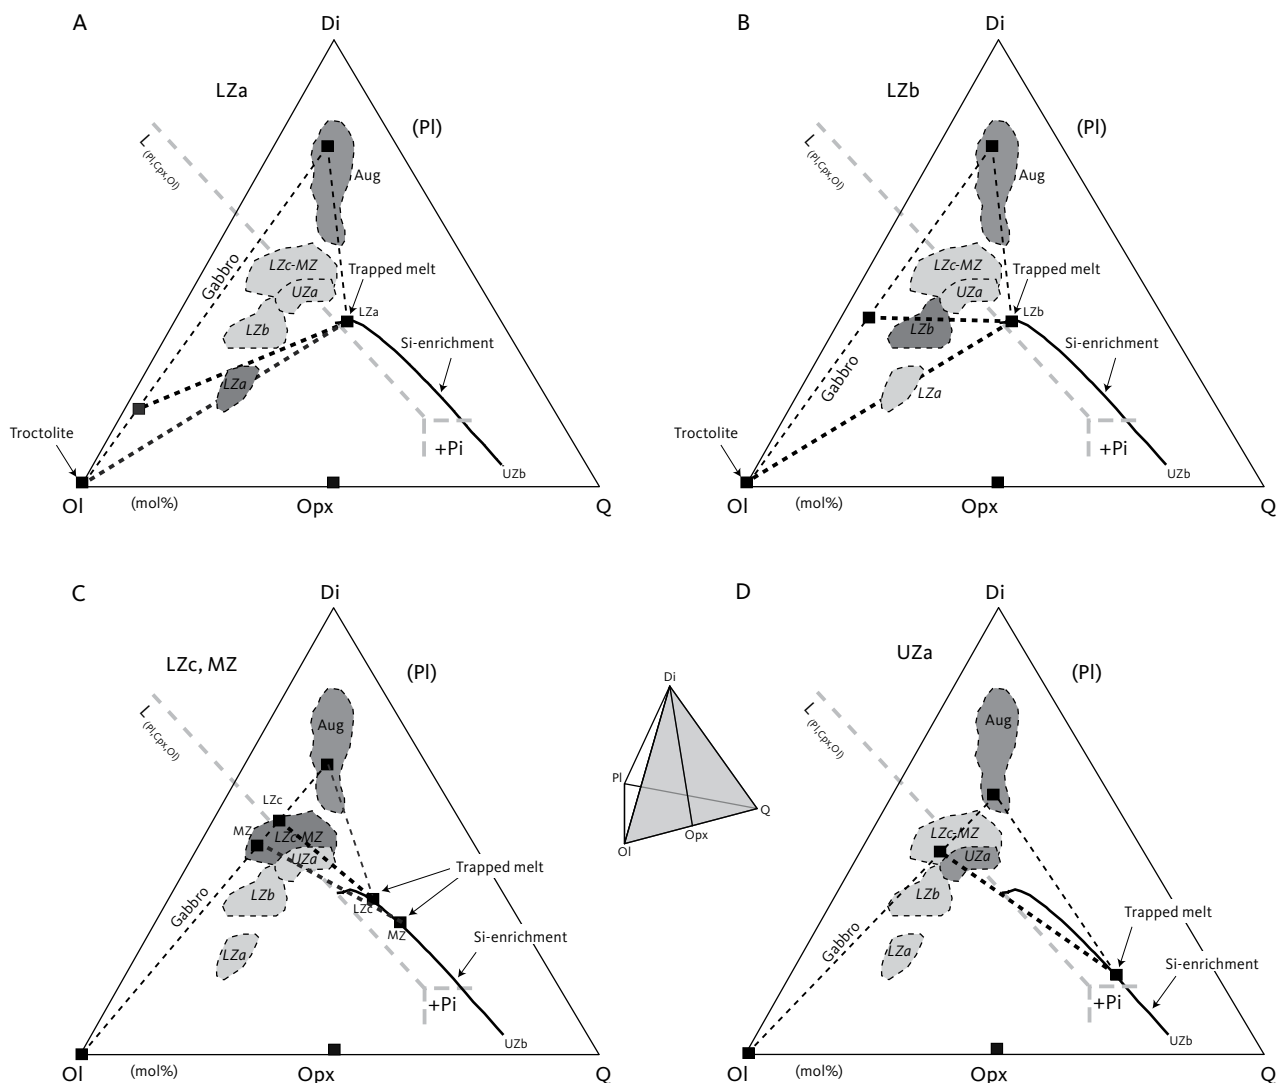 A
Di
LZa
(Pl)
L(Pl,Cpx,Ol)
Aug
Gabbro
LZc-MZ
Trapped melt
UZa
LZa
LZb
Si-enrichment
LZa
Troctolite
+Pi
UZb
Ol
(mol%)
Opx
Q
B
Di
LZb
(Pl)
L(Pl,Cpx,Ol)
Aug
LZc-MZ
Trapped melt
UZa
LZb
LZb
Si-enrichment
Gabbro
LZa
Troctolite
+Pi
UZb
Ol
(mol%)
Opx
Q
C
Di
LZc, MZ
(Pl)
L(Pl,Cpx,Ol)
Aug
LZc
MZ
LZc-MZ
UZa
Trapped melt
LZb
Gabbro
LZc
MZ
Si-enrichment
LZa
+Pi
UZb
Ol
(mol%)
Opx
Q
Di
Pl
Q
Opx
Ol
D
Di
UZa
(Pl)
L(Pl,Cpx,Ol)
Aug
LZc-MZ
UZa
LZb
Trapped melt
Gabbro
LZa
Si-enrichment
+Pi
UZb
Ol
(mol%)
Opx
Q